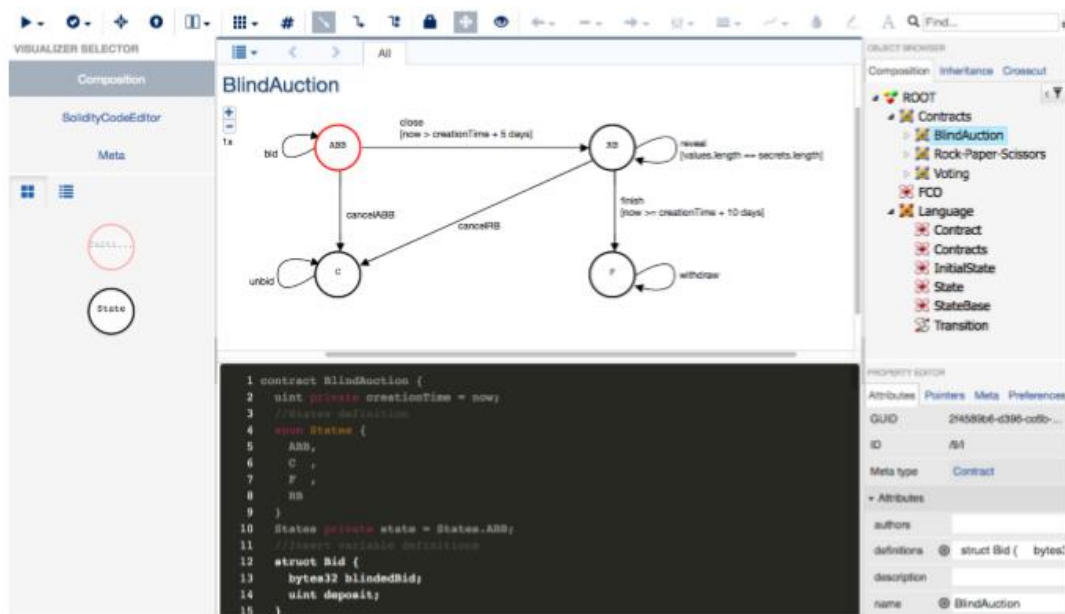 A
Find...
VISUALIZER SELECTOR
Composition
SolidityCodeEditor
Meta
State
All
BlindAuction
1x
ABB
bid
close
[now > creationTime + 5 days]
RB
reveal
[values.length == secrets.length]
cancelABB
cancelRB
finish
[now >= creationTime + 10 days]
C
unbid
F
withdraw
1 contract BlindAuction {
2 uint private creationTime = now;
3 //States definition
4 enum States {
5 ABB,
6 C ,
7 F ,
8 RB
9 }
10 States private state = States.ABB;
11 //Insert variable definitions
12 struct Bid {
13 bytes32 blindedBid;
14 uint deposit;
15 }
OBJECT BROWSER
Composition Inheritance Crosscut
ROOT
Contracts
BlindAuction
Rock-Paper-Scissors
Voting
FCO
Language
Contract
Contracts
InitialState
State
StateBase
Transition
PROPERTY EDITOR
Attributes Pointers Meta Preferences
GUID
ID
Meta type Contract
Attributes
authors
definitions struct Bid {
description
name BlindAuction